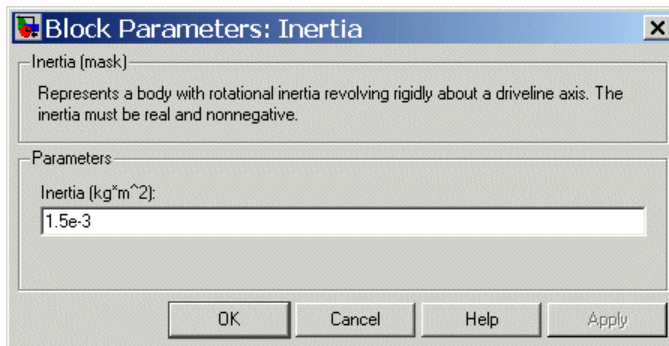 Block Parameters: Inertia
Inertia (mask)
Represents a body with rotational inertia revolving rigidly about a driveline axis. The
inertia must be real and nonnegative.
Parameters
Inertia (kg*m^2):
1.5e-3
OK Cancel Help Apply